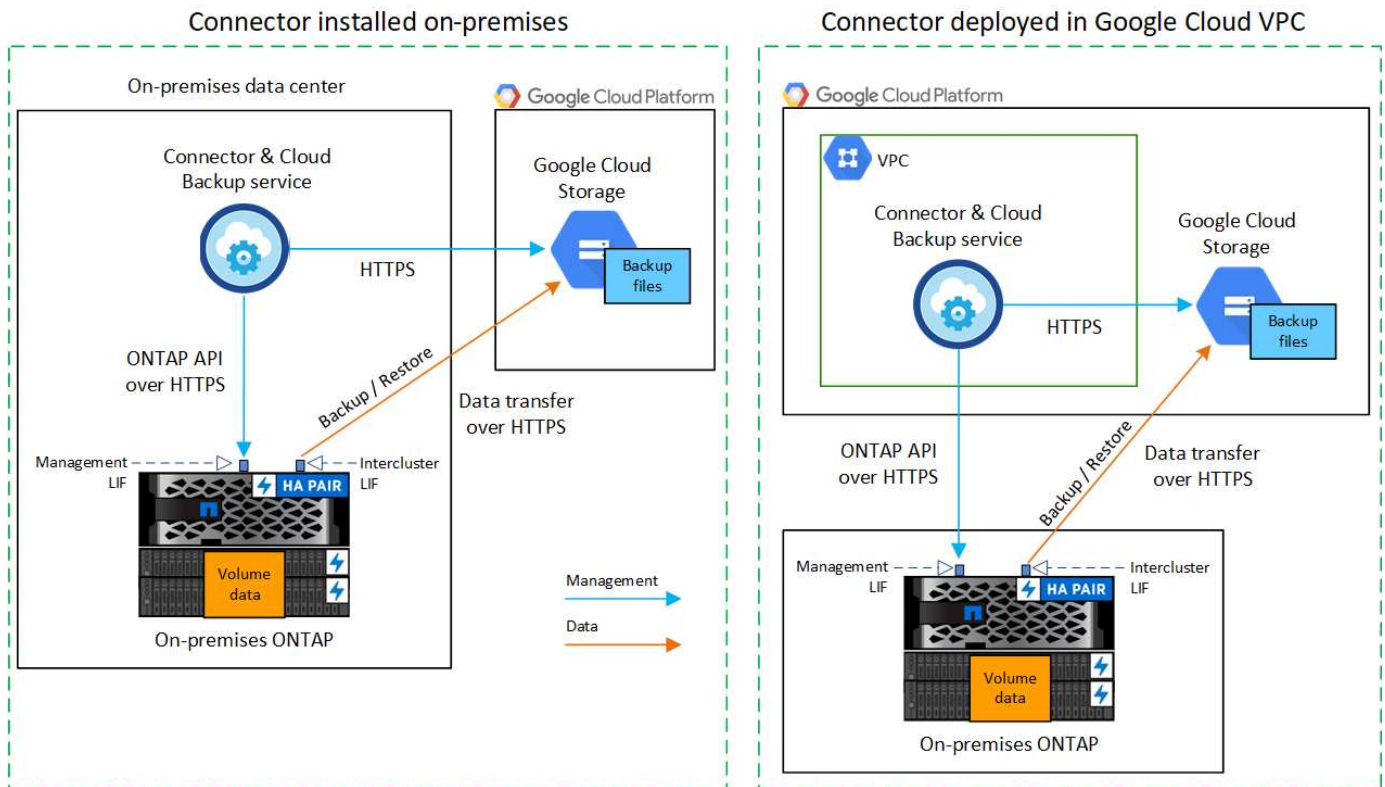 Connector installed on-premises
On-premises data center
Google Cloud Platform
Connector & Cloud
Backup service
Google Cloud
Storage
HTTPS
Backup
files
ONTAP API
over HTTPS
Backup / Restore
Data transfer
over HTTPS
Management
LIF
Intercluster
LIF
HA PAIR
Volume
data
On-premises ONTAP
Management
Data
Connector deployed in Google Cloud VPC
Google Cloud Platform
VPC
Connector & Cloud
Backup service
Google Cloud
Storage
HTTPS
Backup
files
ONTAP API
over HTTPS
Backup / Restore
Data transfer
over HTTPS
Management
LIF
Intercluster
LIF
HA PAIR
Volume
data
On-premises ONTAP